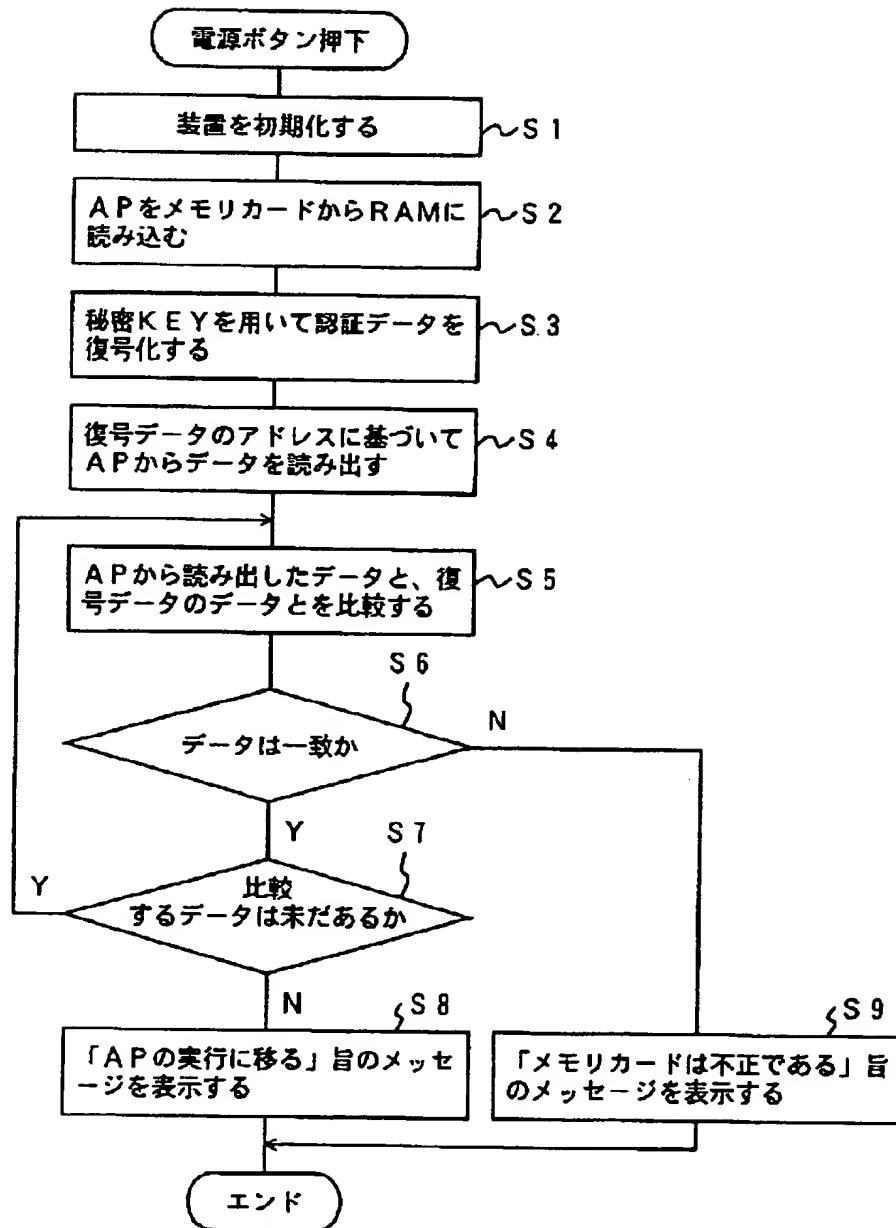 電源ボタン押下
装置を初期化する
S1
APをメモリカードからRAMに
読み込む
S2
秘密KEYを用いて認証データを
復号化する
S3
復号データのアドレスに基づいて
APからデータを読み出す
S4
APから読み出したデータと、復
号データのデータとを比較する
S5
S6
データは一致か
N
Y
S7
比較
するデータは未だあるか
Y
N
S8
「APの実行に移る」旨のメッセ
ージを表示する
S9
「メモリカードは不正である」旨
のメッセージを表示する
エンド